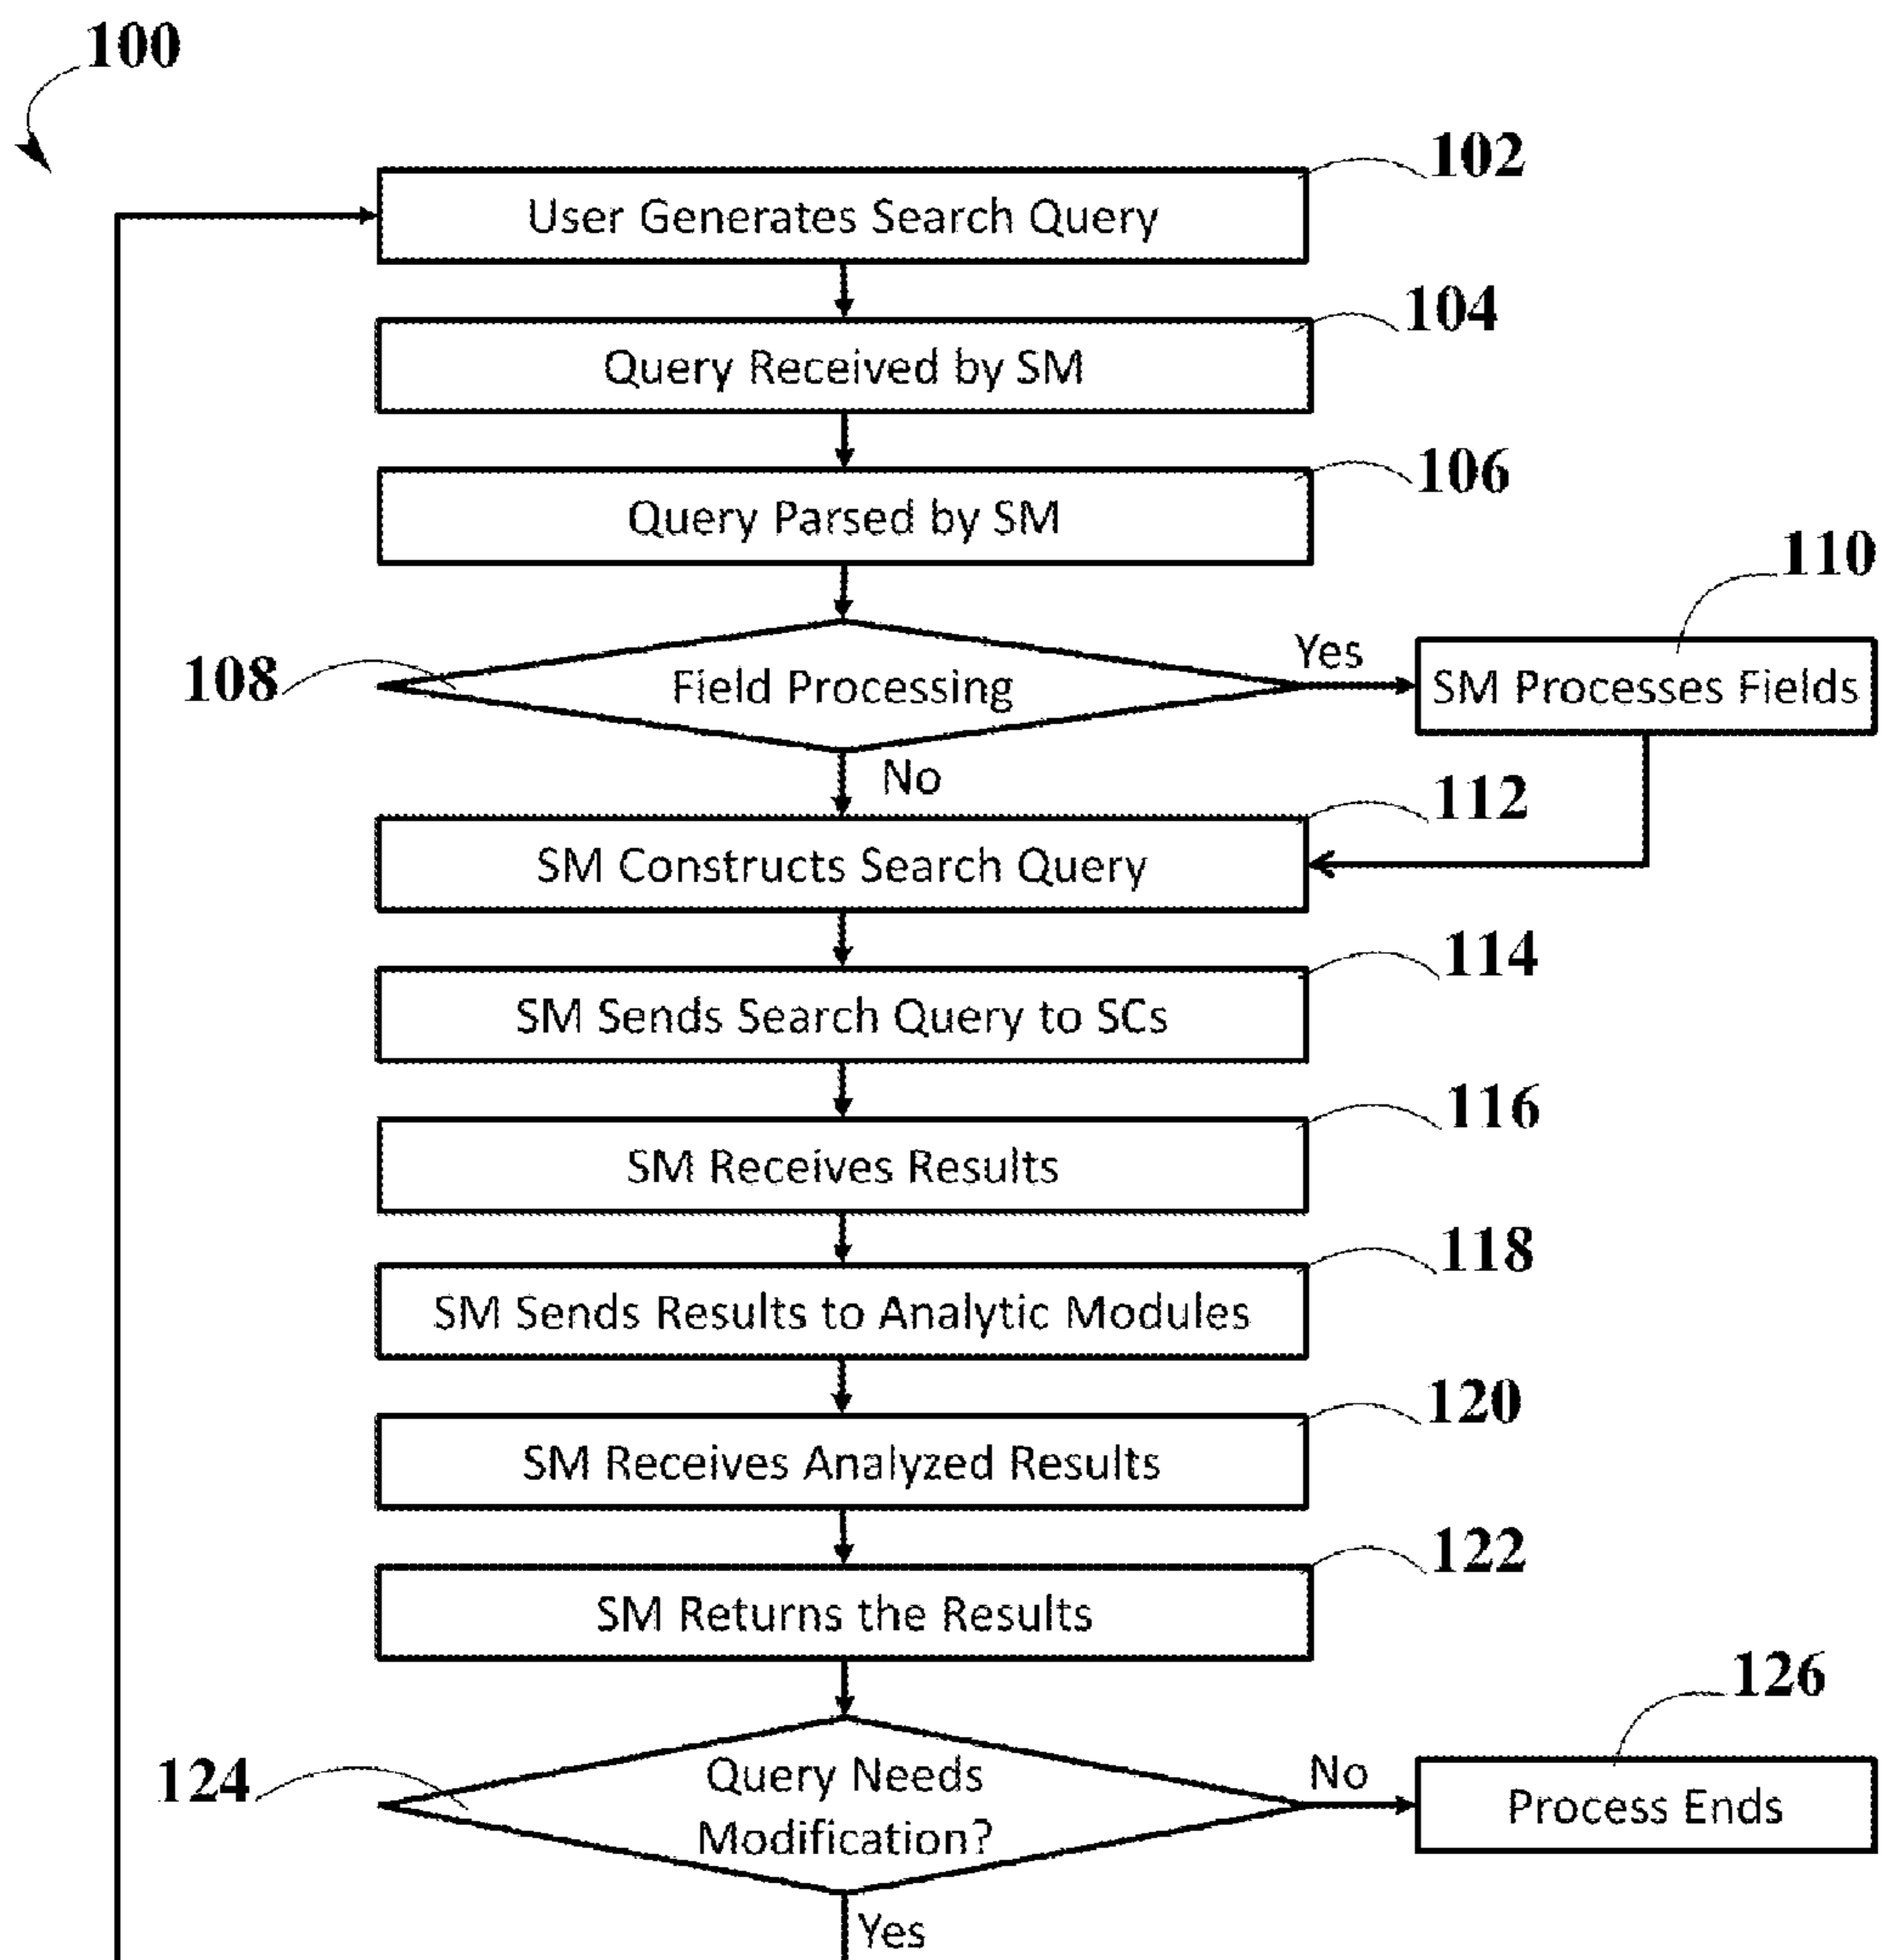 100
102
User Generates Search Query
104
Query Received by SM
106
Query Parsed by SM
110
108
Field Processing
Yes
SM Processes Fields
No
112
SM Constructs Search Query
114
SM Sends Search Query to SCs
116
SM Receives Results
118
SM Sends Results to Analytic Modules
120
SM Receives Analyzed Results
122
SM Returns the Results
126
124
Query Needs
Modification?
No
Process Ends
Yes